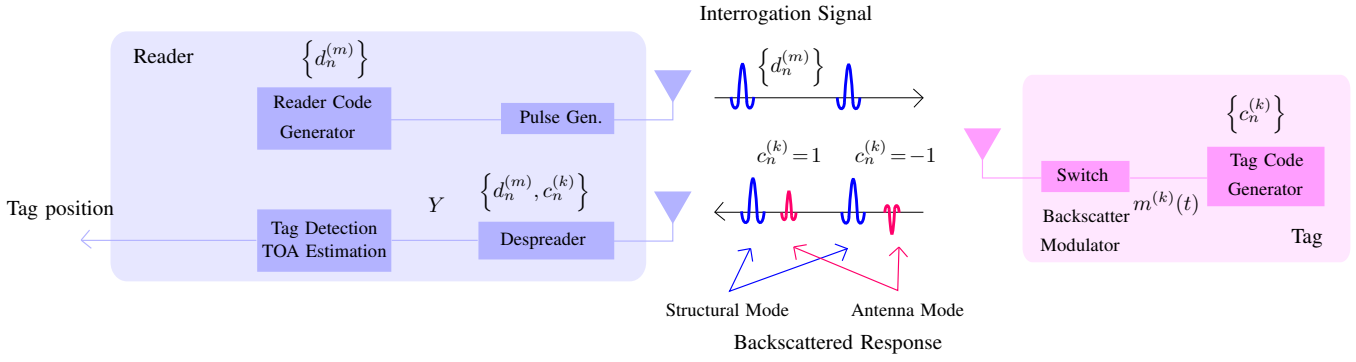 Interrogation Signal
Reader
{d_n^{(m)}}
Reader Code
Generator
Pulse Gen.
{d_n^{(m)}}
c_n^{(k)}=1
c_n^{(k)}=-1
{c_n^{(k)}}
Switch
Tag Code
Generator
m^{(k)}(t)
Backscatter
Modulator
Tag
Tag position
Y
{d_n^{(m)}, c_n^{(k)}}
Tag Detection
TOA Estimation
Despreader
Structural Mode
Antenna Mode
Backscattered Response